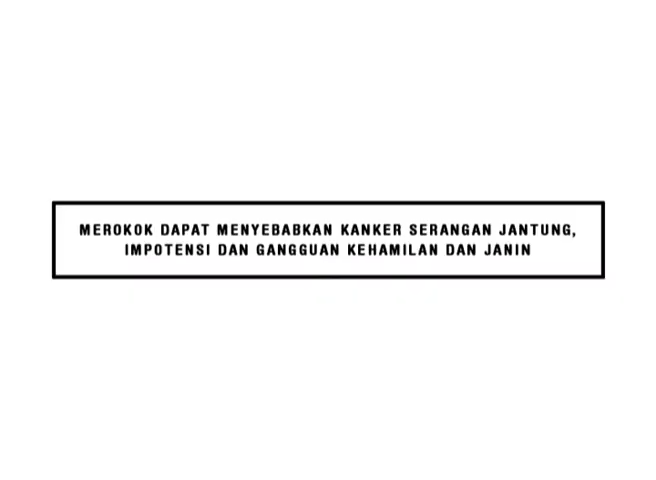 MEROKOK DAPAT MENYEBABKAN KANKER SERANGAN JANTUNG,
IMPOTENSI DAN GANGGUAN KEHAMILAN DAN JANIN